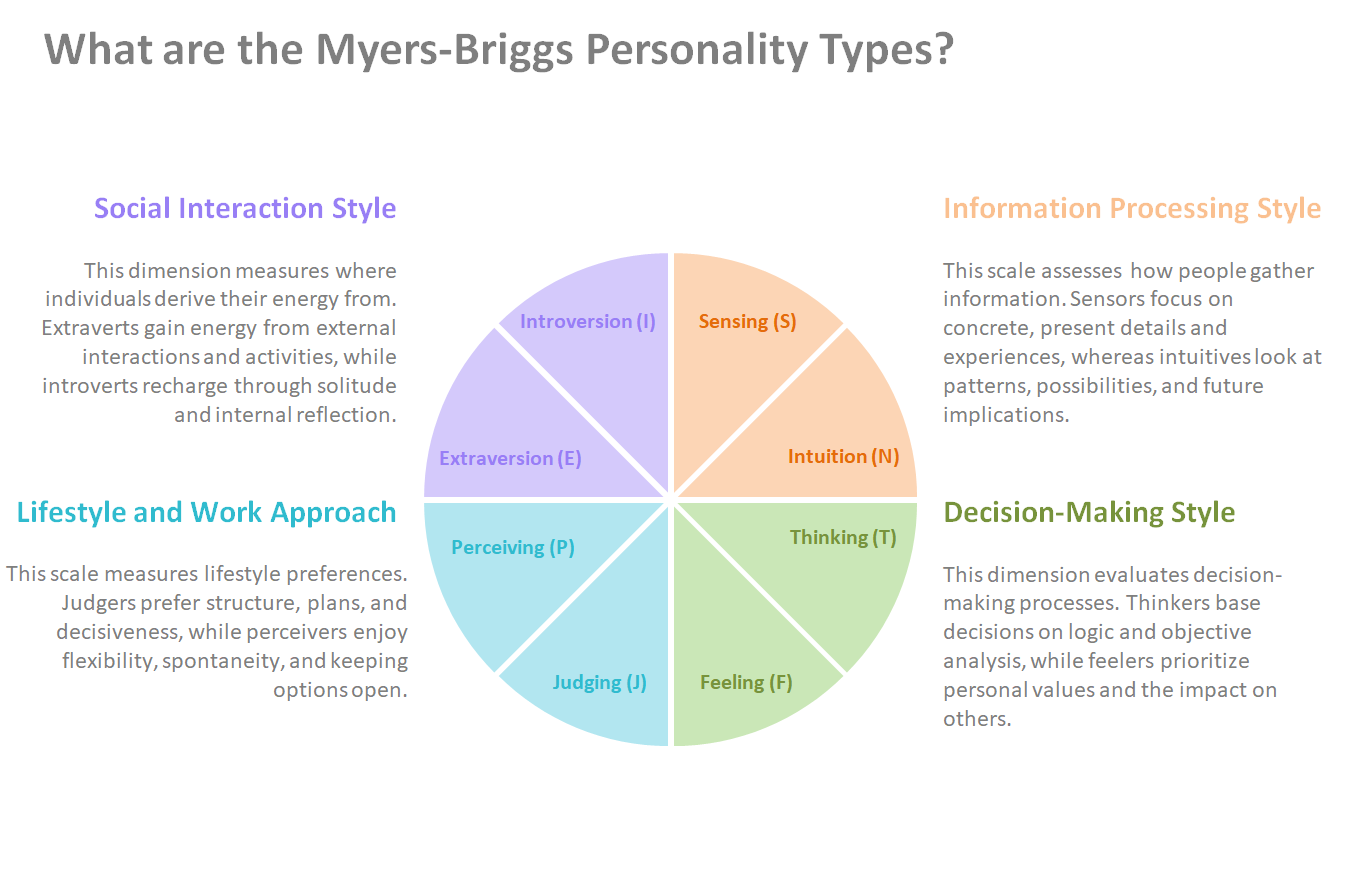 What are the Myers-Briggs Personality Types?
Social Interaction Style
This dimension measures where
individuals derive their energy from.
Extraverts gain energy from external
interactions and activities, while
introverts recharge through solitude
and internal reflection.
Information Processing Style
This scale assesses how people gather
information. Sensors focus on
concrete, present details and
experiences, whereas intuitives look at
patterns, possibilities, and future
implications.
Introversion (I)
Sensing (S)
Extraversion (E)
Intuition (N)
Perceiving (P)
Thinking (T)
Judging (J)
Feeling (F)
Lifestyle and Work Approach
This scale measures lifestyle preferences.
Judgers prefer structure, plans, and
decisiveness, while perceivers enjoy
flexibility, spontaneity, and keeping
options open.
Decision-Making Style
This dimension evaluates decision-
making processes. Thinkers base
decisions on logic and objective
analysis, while feelers prioritize
personal values and the impact on
others.